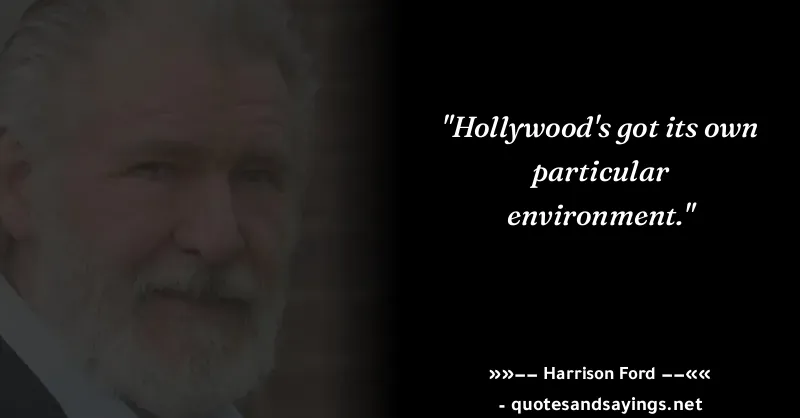 "Hollywood's got its own
particular
environment."
»»−− Harrison Ford −−««
- quotesandsayings.net